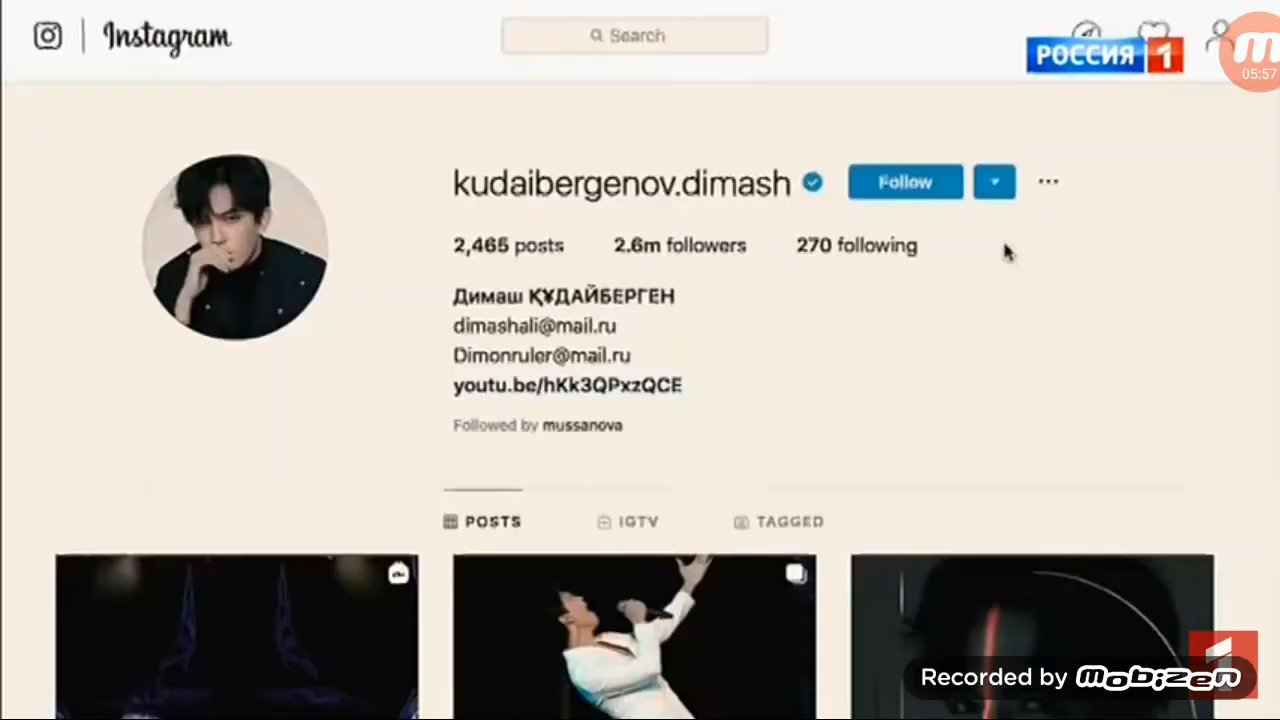 Instagram
Search
РОССИЯ 1
05:57
kudaibergenov.dimash
Follow
2,465 posts 2.6m followers 270 following
Димаш ҚҰДАЙБЕРГЕН
dimashali@mail.ru
Dimonruler@mail.ru
youtu.be/hKk3QPxzQCE
Followed by mussanova
POSTS IGTV TAGGED
1
Recorded by mobizen